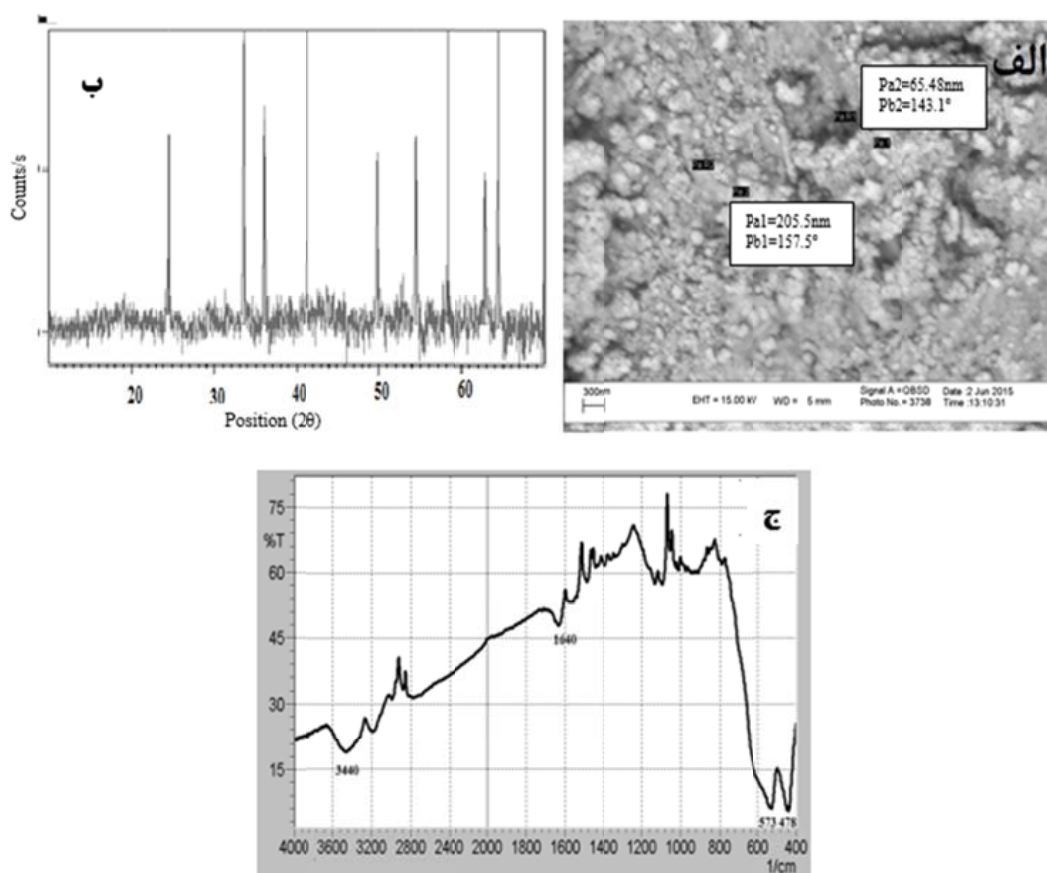 ب
Counts/s
20
30
40
50
60
Position (2θ)
الف
Pa2=65.48nm
Pb2=143.1°
Pa1=205.5nm
Pb1=157.5°
300nm
EHT = 15.00 kV
WD = 5 mm
Signal A =QBSD
Photo No. = 3738
Date :2 Jun 2015
Time :13:10:31
ج
75
%T
60
45
30
15
3440
1640
573 478
4000 3600 3200 2800 2400 2000 1600 1200 1000 800 600 400
1/cm